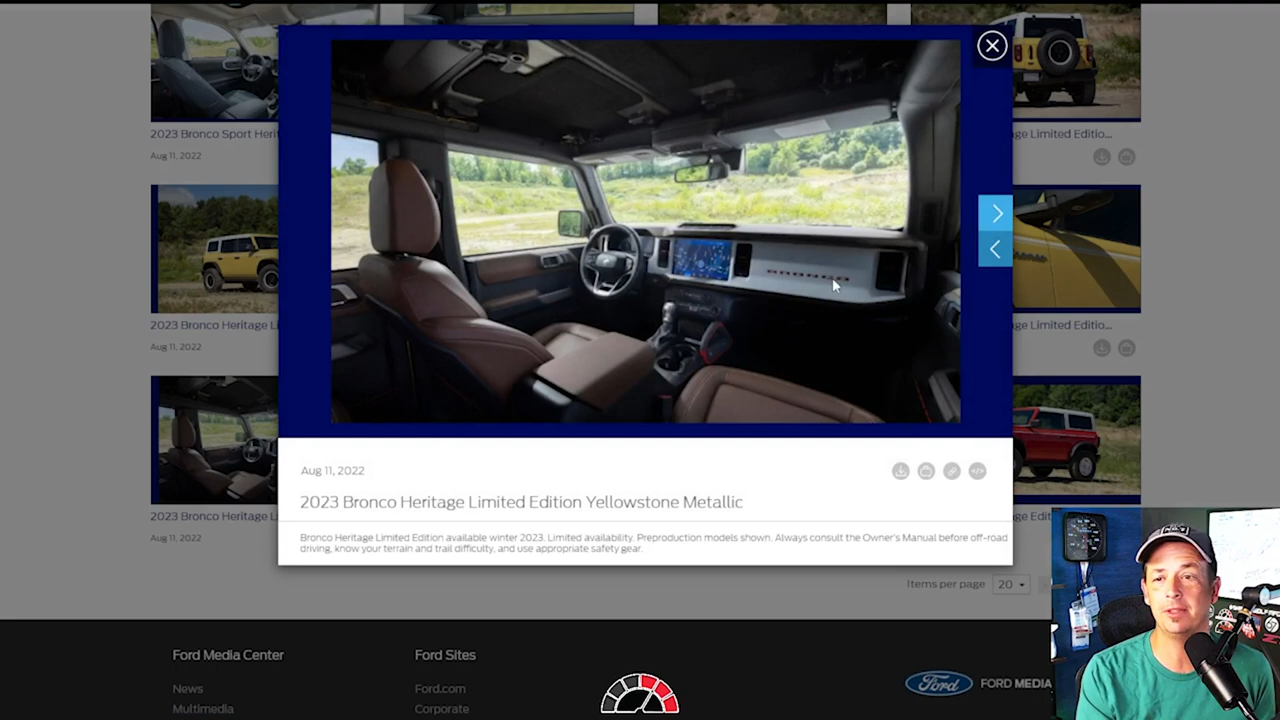 2023 Bronco Sport Herit
ge Limited Editio...
Aug 11, 2022
BRONCO
2023 Bronco Heritage Li
ge Limited Editio...
Aug 11, 2022
2023 Bronco Heritage L
ge Limited Edit
Aug 11, 2022
Aug 11, 2022
2023 Bronco Heritage Limited Edition Yellowstone Metallic
Bronco Heritage Limited Edition available winter 2023. Limited availability. Preproduction models shown. Always consult the Owner's Manual before off-road
driving, know your terrain and trail difficulty, and use appropriate safety gear.
Items per page 20
Ford Media Center
Ford Sites
News
Ford.com
Multimedia
Corporate
Ford
FORD MEDIA